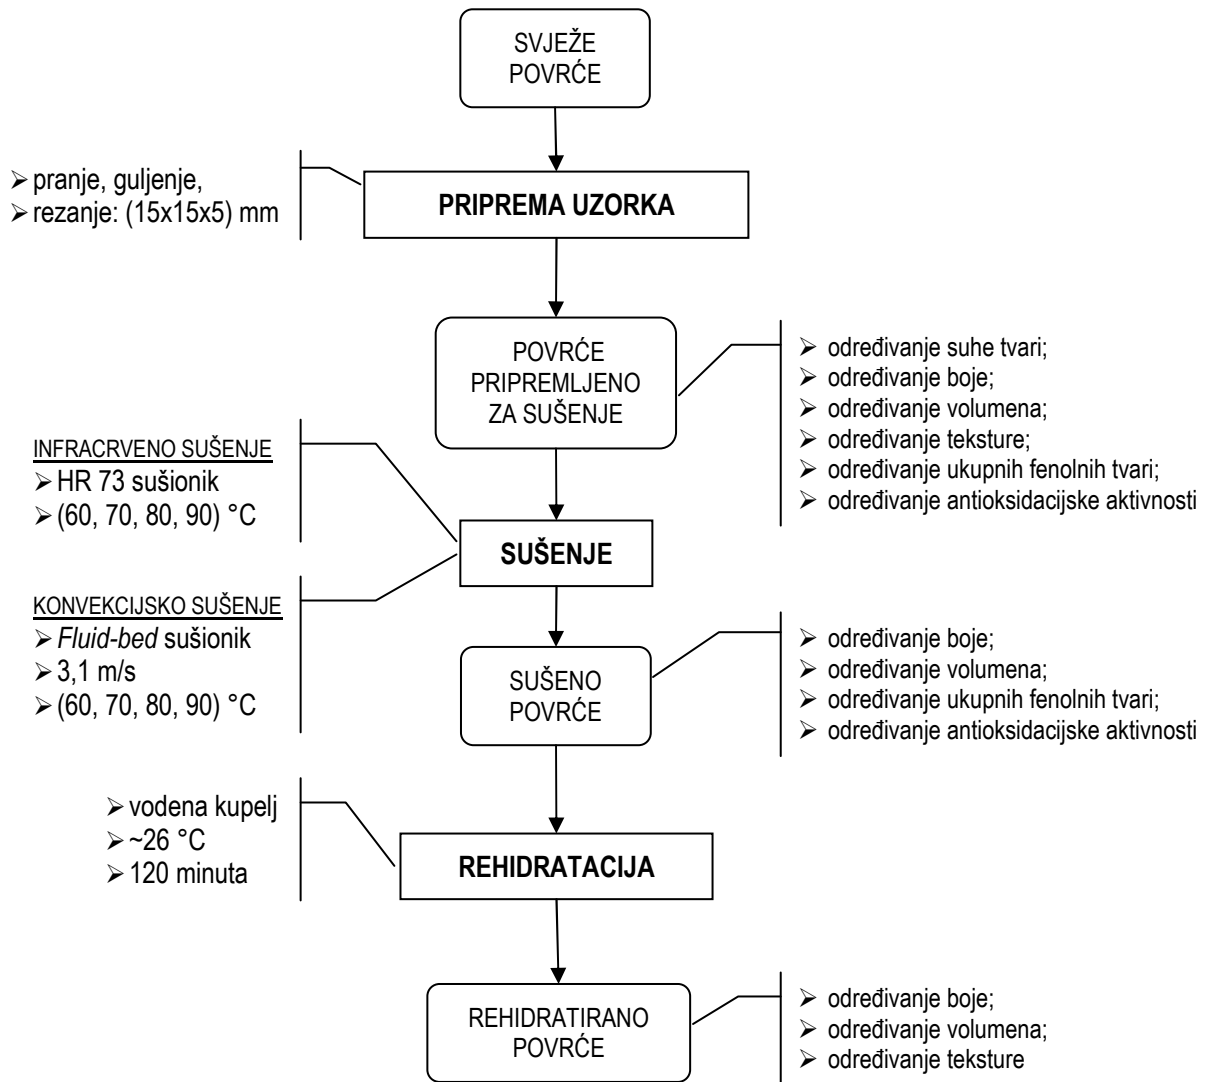 SVJEŽE
POVRĆE
➢ pranje, guljenje,
➢ rezanje: (15x15x5) mm
PRIPREMA UZORKA
POVRĆE
PRIPREMLJENO
ZA SUŠENJE
➢ određivanje suhe tvari;
➢ određivanje boje;
➢ određivanje volumena;
➢ određivanje teksture;
➢ određivanje ukupnih fenolnih tvari;
➢ određivanje antioksidacijske aktivnosti
INFRACRVENO SUŠENJE
➢ HR 73 sušionik
➢ (60, 70, 80, 90) °C
SUŠENJE
KONVEKCIJSKO SUŠENJE
➢ Fluid-bed sušionik
➢ 3,1 m/s
➢ (60, 70, 80, 90) °C
SUŠENO
POVRĆE
➢ određivanje boje;
➢ određivanje volumena;
➢ određivanje ukupnih fenolnih tvari;
➢ određivanje antioksidacijske aktivnosti
➢ vodena kupelj
➢ ~26 °C
➢ 120 minuta
REHIDRATACIJA
REHIDRATIRANO
POVRĆE
➢ određivanje boje;
➢ određivanje volumena;
➢ određivanje teksture